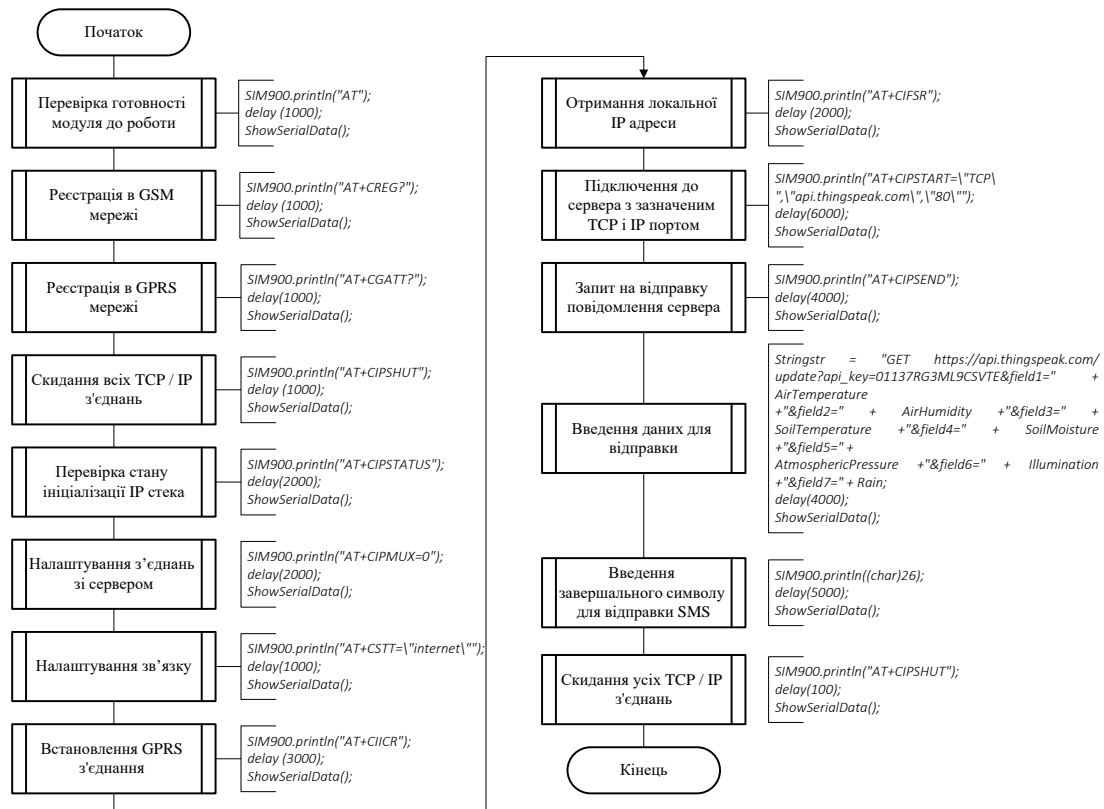 Початок
Перевірка готовності
модуля до роботи
SIM900.println("AT");
delay (1000);
ShowSerialData();
Реєстрація в GSM
мережі
SIM900.println("AT+CREG?");
delay (1000);
ShowSerialData();
Реєстрація в GPRS
мережі
SIM900.println("AT+CGATT?");
delay(1000);
ShowSerialData();
Скидання всіх TCP / IP
з'єднань
SIM900.println("AT+CIPSHUT");
delay (1000);
ShowSerialData();
Перевірка стану
ініціалізації IP стека
SIM900.println("AT+CIPSTATUS");
delay(2000);
ShowSerialData();
Налаштування з’єднань
зі сервером
SIM900.println("AT+CIPMUX=0");
delay(2000);
ShowSerialData();
Налаштування зв’язку
SIM900.println("AT+CSTT=\"internet\"");
delay(1000);
ShowSerialData();
Встановлення GPRS
з'єднання
SIM900.println("AT+CIICR");
delay (3000);
ShowSerialData();
Отримання локальної
IP адреси
SIM900.println("AT+CIFSR");
delay (2000);
ShowSerialData();
Підключення до
сервера з зазначеним
TCP і IP портом
SIM900.println("AT+CIPSTART=\"TCP\
",\"api.thingspeak.com\",\"80\"");
delay(6000);
ShowSerialData();
Запит на відправку
повідомлення сервера
SIM900.println("AT+CIPSEND");
delay(4000);
ShowSerialData();
Введення даних для
відправки
Stringstr = "GET https://api.thingspeak.com/
update?api_key=01137RG3ML9CSVTE&field1=" +
AirTemperature
+"&field2=" + AirHumidity +"&field3=" +
SoilTemperature +"&field4=" + SoilMoisture
+"&field5=" +
AtmosphericPressure +"&field6=" + Illumination
+"&field7=" + Rain;
delay(4000);
ShowSerialData();
Введення
завершального символу
для відправки SMS
SIM900.println((char)26);
delay(5000);
ShowSerialData();
Скидання усіх TCP / IP
з'єднань
SIM900.println("AT+CIPSHUT");
delay(100);
ShowSerialData();
Кінець